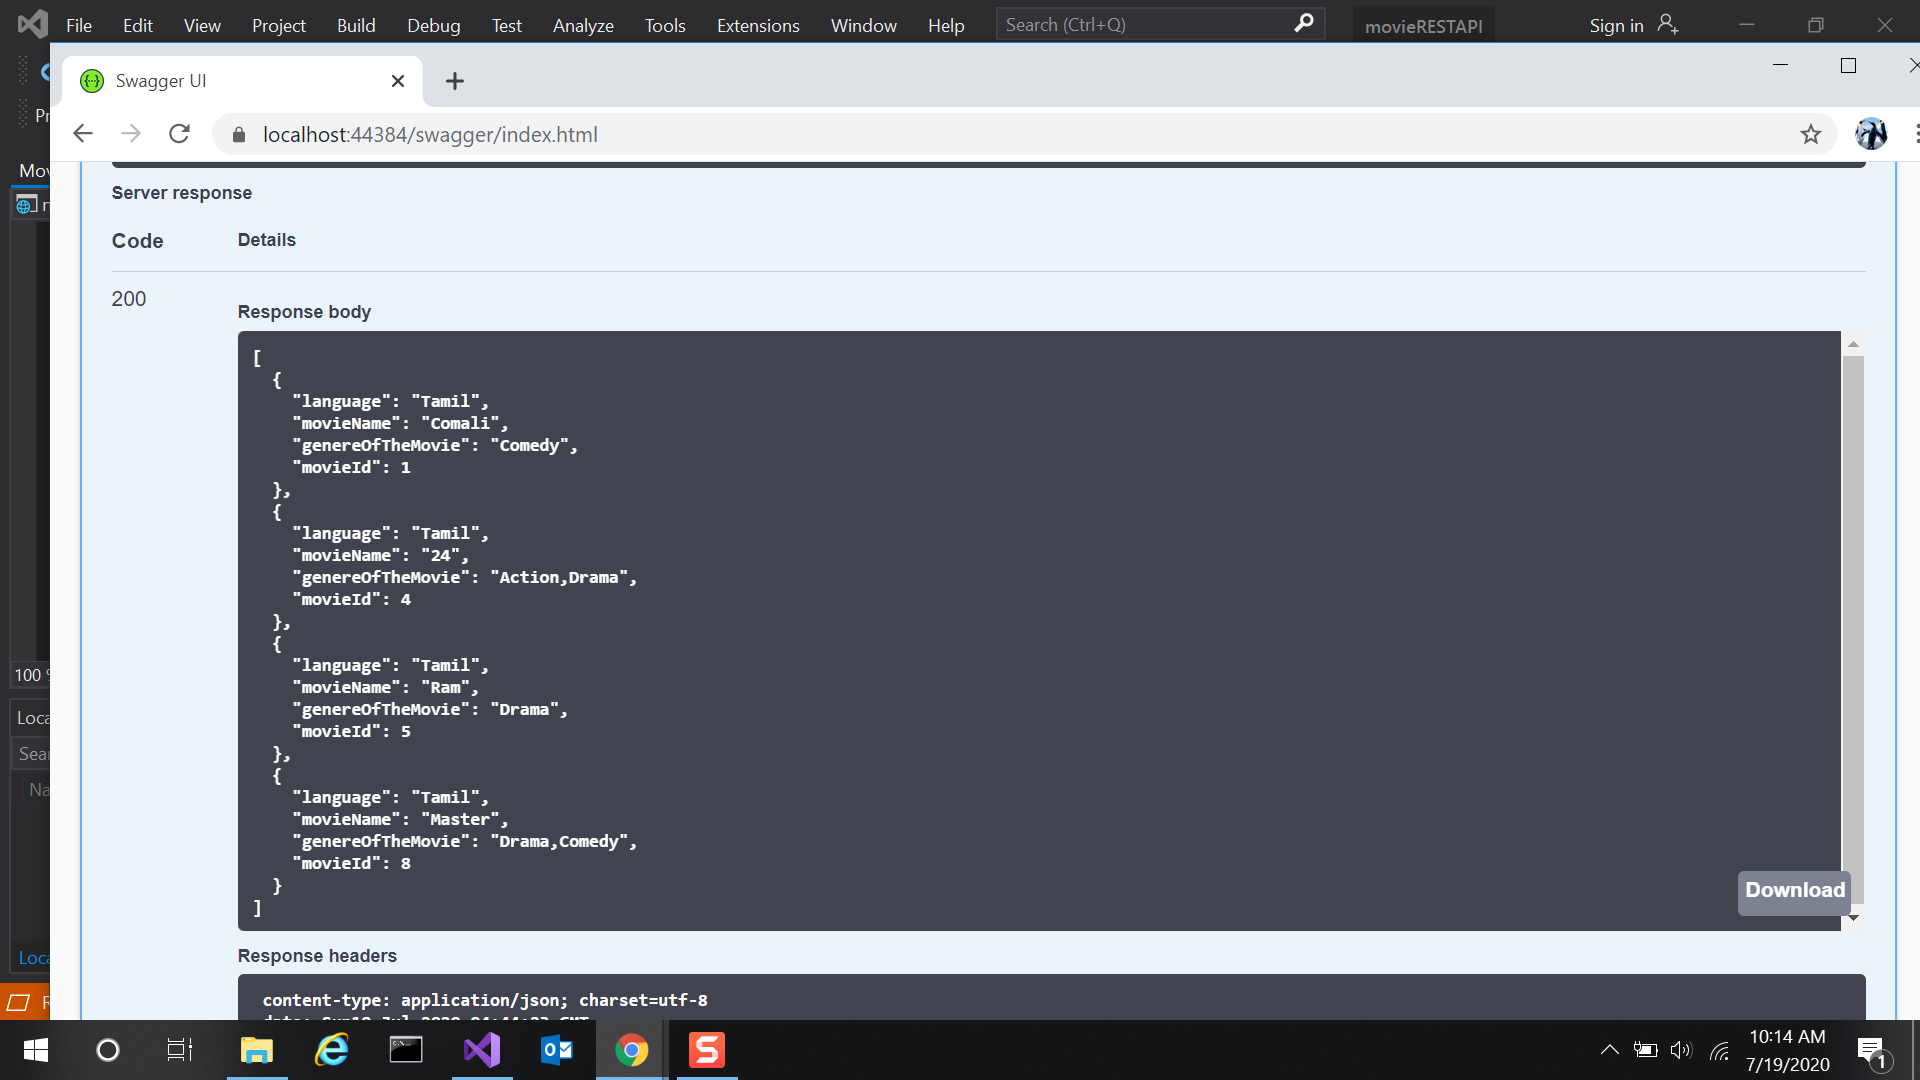 File Edit View Project Build Debug Test Analyze Tools Extensions Window Help Search (Ctrl+Q) movieRESTAPI Sign in
Swagger UI
localhost:44384/swagger/index.html
Server response
Code Details
200
Response body
[
{
"language": "Tamil",
"movieName": "Comali",
"genereOfTheMovie": "Comedy",
"movieId": 1
},
{
"language": "Tamil",
"movieName": "24",
"genereOfTheMovie": "Action,Drama",
"movieId": 4
},
{
"language": "Tamil",
"movieName": "Ram",
"genereOfTheMovie": "Drama",
"movieId": 5
},
{
"language": "Tamil",
"movieName": "Master",
"genereOfTheMovie": "Drama,Comedy",
"movieId": 8
}
]
Download
Response headers
content-type: application/json; charset=utf-8
100 %
10:14 AM
7/19/2020
1